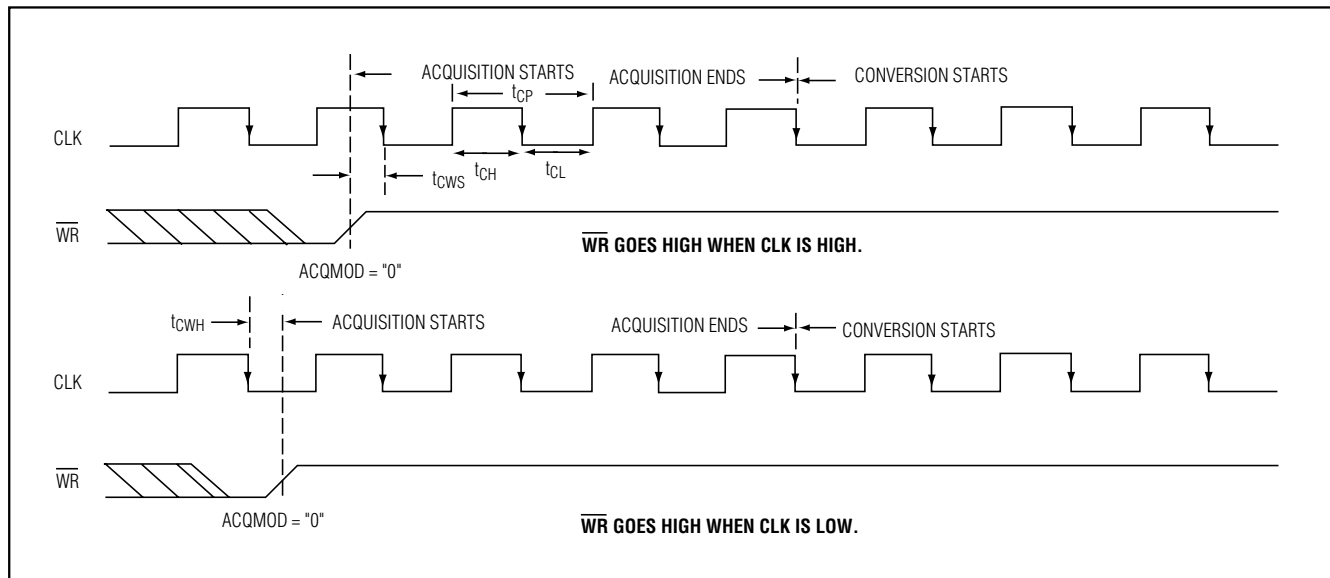 ACQUISITION STARTS
ACQUISITION ENDS
CONVERSION STARTS
tCP
CLK
tCWS
tCH
tCL
WR
WR GOES HIGH WHEN CLK IS HIGH.
ACQMOD = "0"
tCWH
ACQUISITION STARTS
ACQUISITION ENDS
CONVERSION STARTS
CLK
WR
ACQMOD = "0"
WR GOES HIGH WHEN CLK IS LOW.